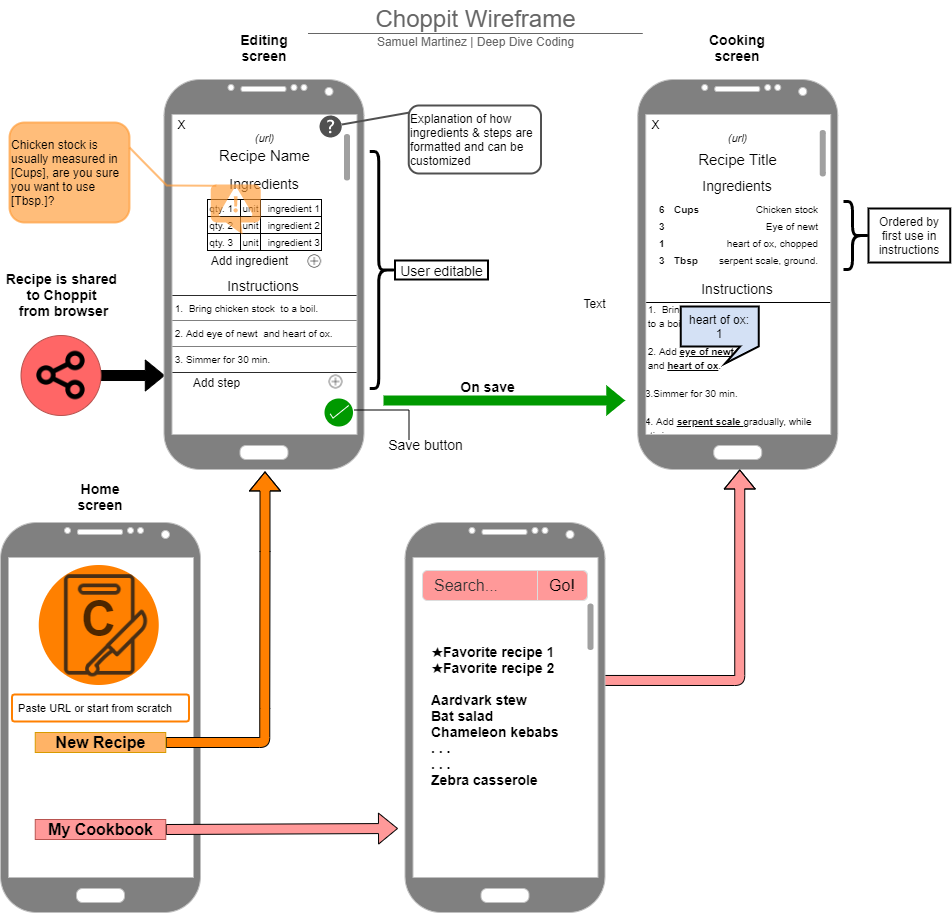 Choppit Wireframe
Samuel Martinez | Deep Dive Coding
Editing
screen
Cooking
screen
Chicken stock is
usually measured in
[Cups], are you sure
you want to use
[Tbsp.]?
X
?
(url)
Recipe Name
Ingredients
qty. 1 unit ingredient 1
qty. 2 unit ingredient 2
qty. 3 unit ingredient 3
Add ingredient
Instructions
1. Bring chicken stock to a boil.
2. Add eye of newt and heart of ox.
3. Simmer for 30 min.
Add step
Explanation of how
ingredients & steps are
formatted and can be
customized
User editable
Recipe is shared
to Choppit
from browser
On save
Save button
Text
X
(url)
Recipe Title
Ingredients
6 Cups Chicken stock
3 Eye of newt
1 heart of ox, chopped
3 Tbsp serpent scale, ground.
Instructions
1. Brin
to a boi
heart of ox:
1
2. Add eye of newt
and heart of ox.
3.Simmer for 30 min.
4. Add serpent scale gradually, while
Ordered by
first use in
instructions
Home
screen
C
Paste URL or start from scratch
New Recipe
My Cookbook
Search... Go!
★Favorite recipe 1
★Favorite recipe 2
Aardvark stew
Bat salad
Chameleon kebabs
. . .
. . .
Zebra casserole